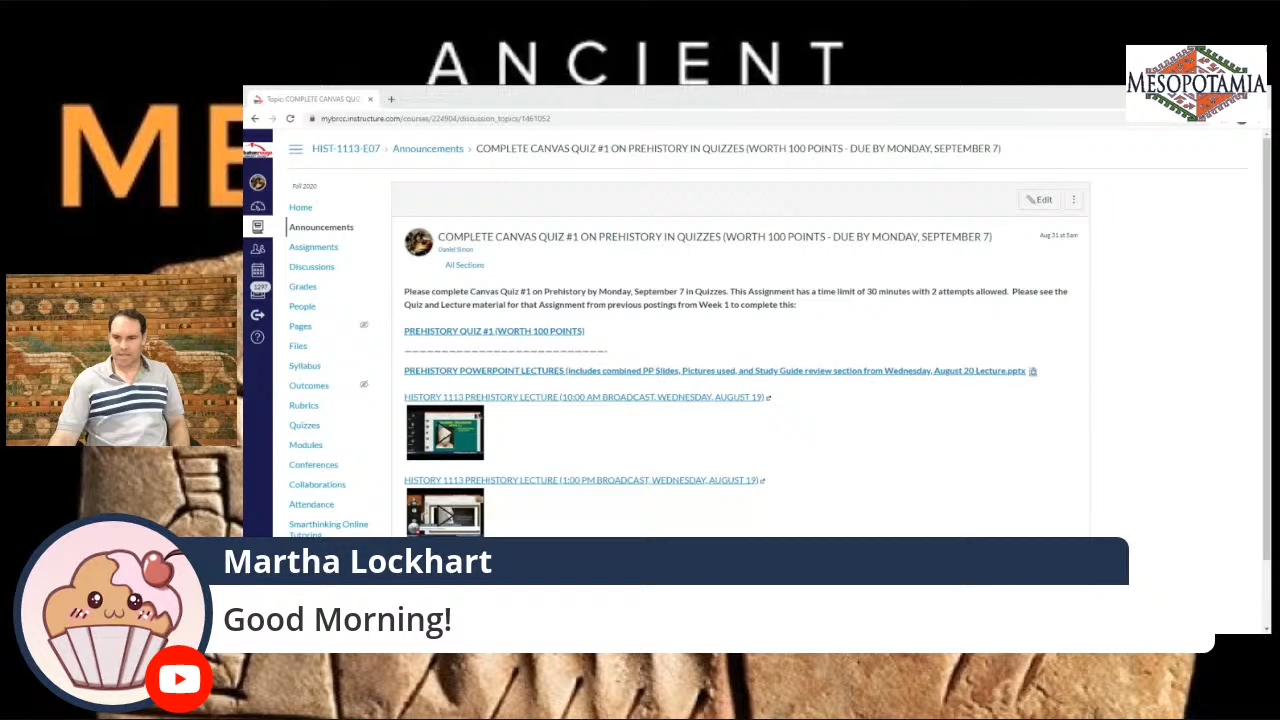 ANCIENT
ME
MESOPOTAMIA
Topic: COMPLETE CANVAS QUIZ
mybrcc.instructure.com/courses/224904/discussion_topics/1461052
HIST-1113-E07 › Announcements › COMPLETE CANVAS QUIZ #1 ON PREHISTORY IN QUIZZES (WORTH 100 POINTS - DUE BY MONDAY, SEPTEMBER 7)
Fall 2020
Home
Announcements
Assignments
Discussions
Grades
People
Pages
Files
Syllabus
Outcomes
Rubrics
Quizzes
Modules
Conferences
Collaborations
Attendance
Smarthinking Online
Tutoring
1297
Edit
COMPLETE CANVAS QUIZ #1 ON PREHISTORY IN QUIZZES (WORTH 100 POINTS - DUE BY MONDAY, SEPTEMBER 7)
Aug 31 at 5am
Daniel Simon
All Sections
Please complete Canvas Quiz #1 on Prehistory by Monday, September 7 in Quizzes. This Assignment has a time limit of 30 minutes with 2 attempts allowed. Please see the
Quiz and Lecture material for that Assignment from previous postings from Week 1 to complete this:
PREHISTORY QUIZ #1 (WORTH 100 POINTS)
PREHISTORY POWERPOINT LECTURES (includes combined PP Slides, Pictures used, and Study Guide review section from Wednesday, August 20 Lecture.pptx
HISTORY 1113 PREHISTORY LECTURE (10:00 AM BROADCAST, WEDNESDAY, AUGUST 19)
HISTORY 1113 PREHISTORY LECTURE (1:00 PM BROADCAST, WEDNESDAY, AUGUST 19)
Martha Lockhart
Good Morning!